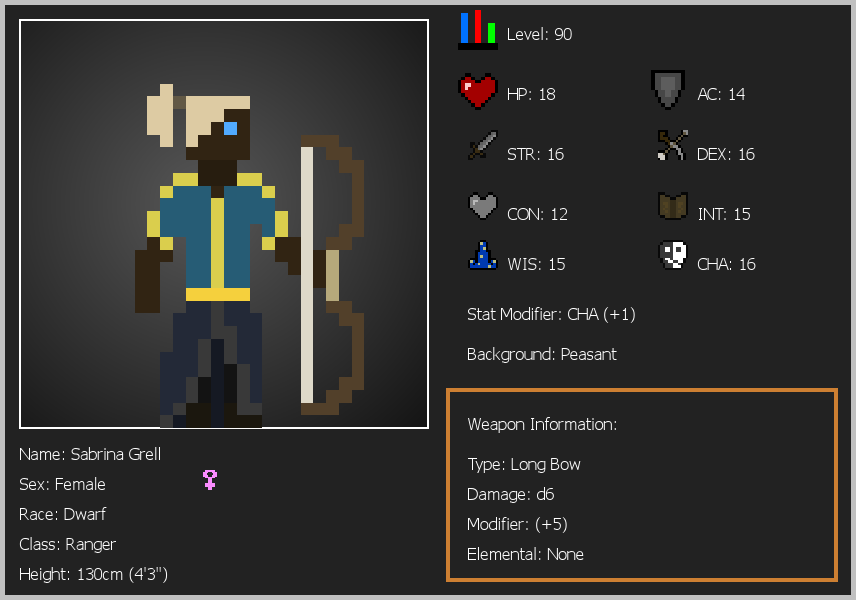 Level: 90
HP: 18
AC: 14
STR: 16
DEX: 16
CON: 12
INT: 15
WIS: 15
CHA: 16
Stat Modifier: CHA (+1)
Background: Peasant
Weapon Information:
Type: Long Bow
Damage: d6
Modifier: (+5)
Elemental: None
Name: Sabrina Grell
Sex: Female
Race: Dwarf
Class: Ranger
Height: 130cm (4'3")